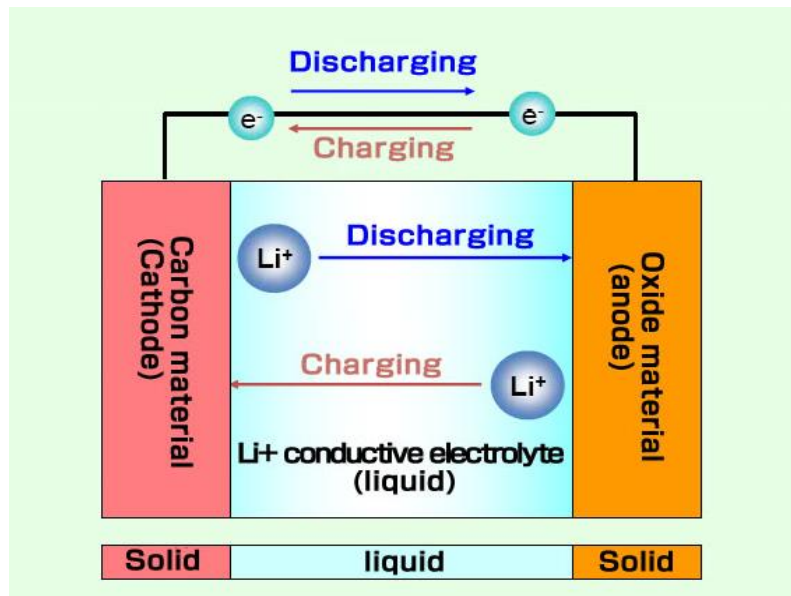 Discharging
e-
e-
Charging
Carbon material
(Cathode)
Li+
Discharging
Oxide material
(anode)
Charging
Li+
Li+ conductive electrolyte
(liquid)
Solid
liquid
Solid